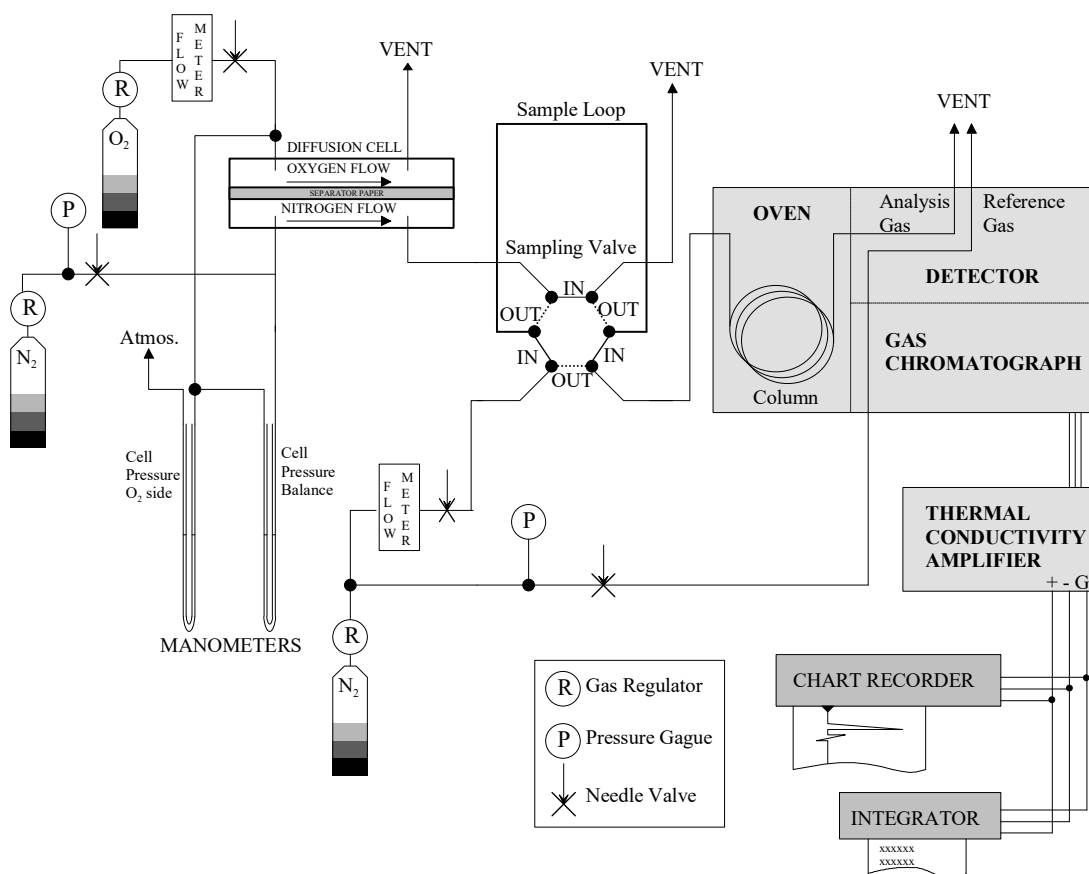 FLOW
METER
R
O2
VENT
VENT
Sample Loop
DIFFUSION CELL
OXYGEN FLOW
SEPARATOR PAPER
NITROGEN FLOW
P
R
N2
Atmos.
Sampling Valve
IN
OUT
OUT
IN
IN
OUT
VENT
OVEN
Analysis
Gas
Reference
Gas
DETECTOR
GAS
CHROMATOGRAPH
Column
Cell
Pressure
O2 side
Cell
Pressure
Balance
MANOMETERS
FLOW
METER
P
R
N2
THERMAL
CONDUCTIVITY
AMPLIFIER
+ - G
R Gas Regulator
P Pressure Gague
Needle Valve
CHART RECORDER
INTEGRATOR
xxxxxx
xxxxxx